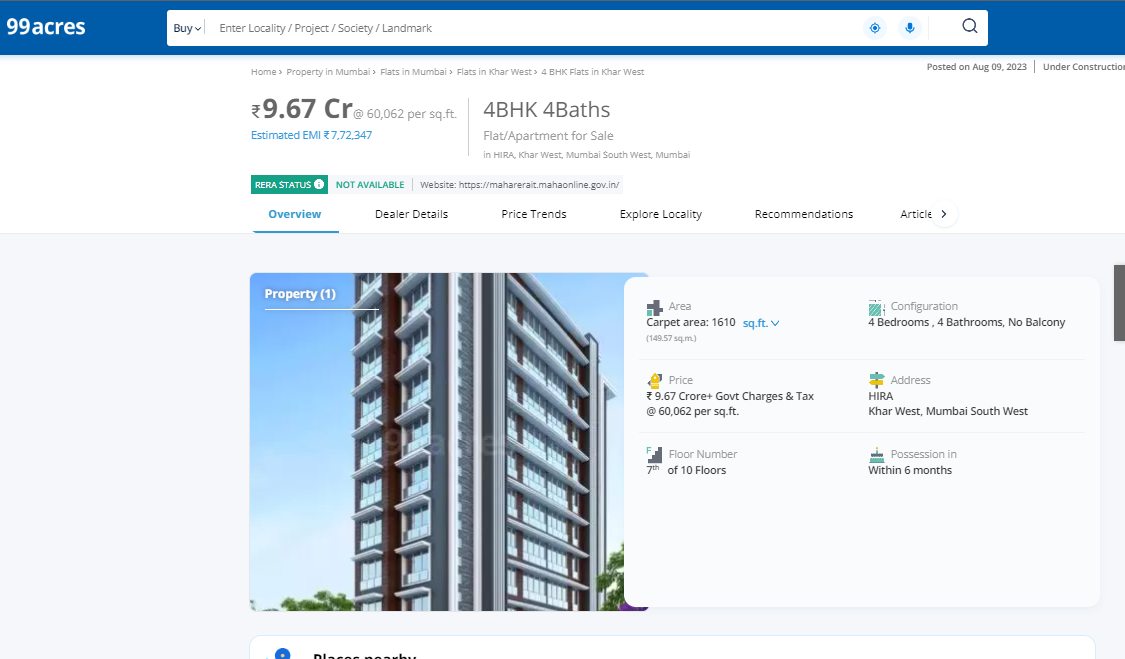 99acres
Buy
Enter Locality / Project / Society / Landmark
Home › Property in Mumbai › Flats in Mumbai › Flats in Khar West › 4 BHK Flats in Khar West
Posted on Aug 09, 2023 Under Construction
₹9.67 Cr @ 60,062 per sq.ft.
Estimated EMI ₹7,72,347
4BHK 4Baths
Flat/Apartment for Sale
in HIRA, Khar West, Mumbai South West, Mumbai
RERA STATUS NOT AVAILABLE Website: https://maharerait.mahaonline.gov.in/
Overview Dealer Details Price Trends Explore Locality Recommendations Article
Property (1)
99acres
Area
Carpet area: 1610 sq.ft.
(149.57 sq.m.)
Configuration
4 Bedrooms , 4 Bathrooms, No Balcony
Price
₹ 9.67 Crore+ Govt Charges & Tax
@ 60,062 per sq.ft.
Address
HIRA
Khar West, Mumbai South West
Floor Number
7th of 10 Floors
Possession in
Within 6 months
Places nearby